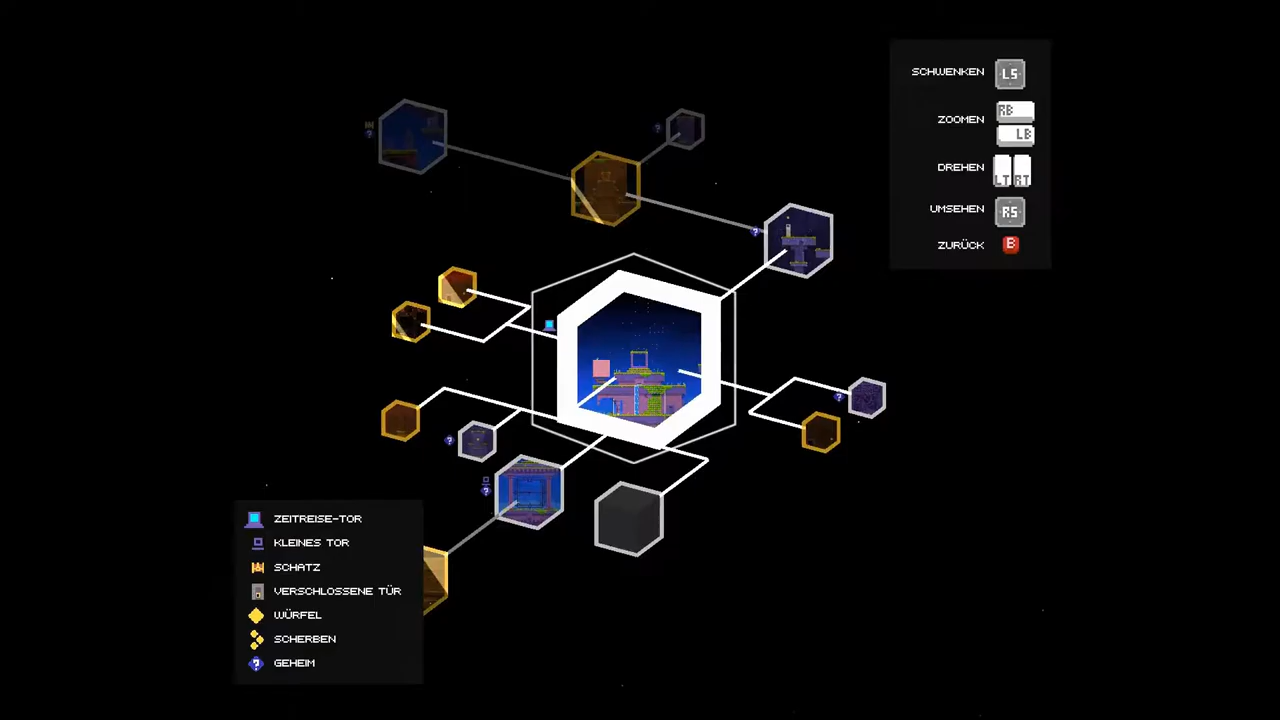 SCHWENKEN LS
ZOOMEN RB
LB
DREHEN LT RT
UMSEHEN RS
ZURÜCK B
ZEITREISE-TOR
KLEINES TOR
SCHATZ
VERSCHLOSSENE TÜR
WÜRFEL
SCHERBEN
? GEHEIM